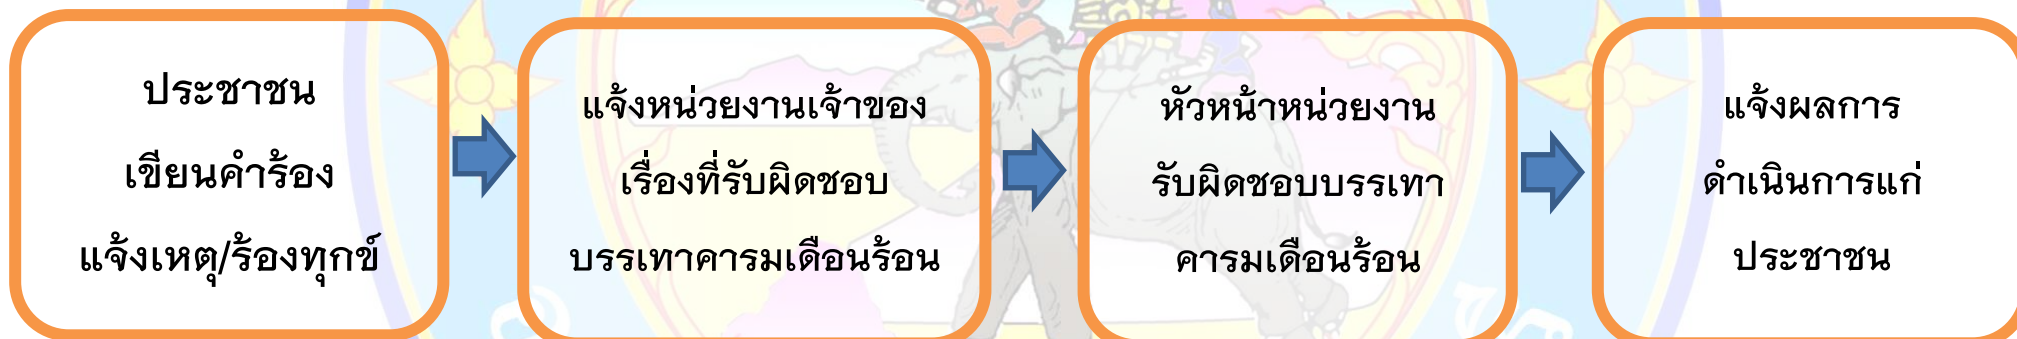 ประชาชน
เขียนคำร้อง
แจ้งเหตุ/ร้องทุกข์
แจ้งหน่วยงานเจ้าของ
เรื่องที่รับผิดชอบ
บรรเทาคารมเดือนร้อน
หัวหน้าหน่วยงาน
รับผิดชอบบรรเทา
คารมเดือนร้อน
แจ้งผลการ
ดำเนินการแก่
ประชาชน